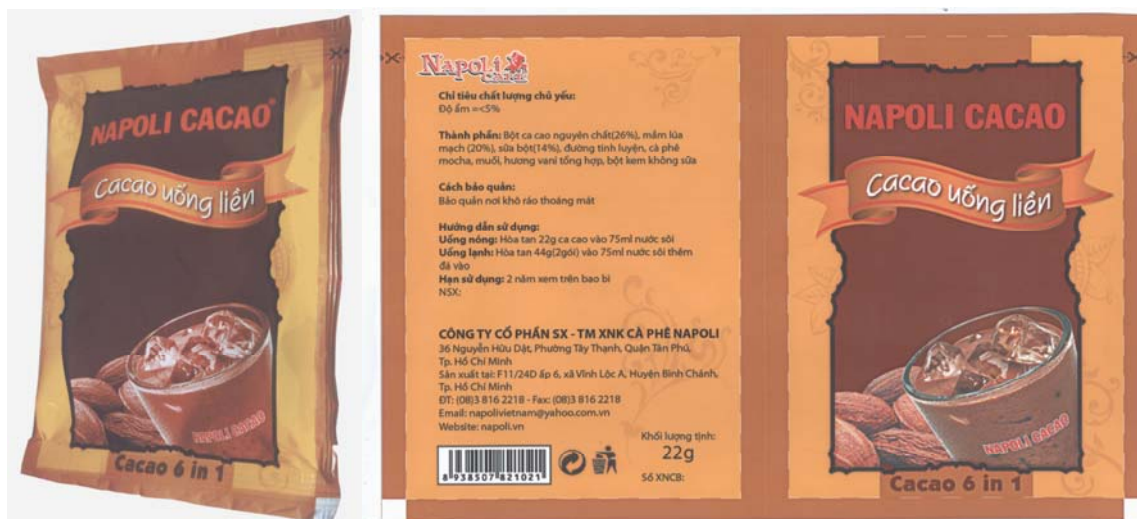 NAPOLI CACAO
Cacao uống liền
NAPOLI CACAO
Cacao 6 in 1
NAPOLI
Chỉ tiêu chất lượng chủ yếu:
Độ ẩm =<5%
Thành phần: Bột ca cao nguyên chất(26%), mầm lúa
mạch (20%), sữa bột(14%), đường tinh luyện, cà phê
mocha, muối, hương vani tổng hợp, bột kem không sữa
Cách bảo quản:
Bảo quản nơi khô ráo thoáng mát
Hướng dẫn sử dụng:
Uống nóng: Hòa tan 22g ca cao vào 75ml nước sôi
Uống lạnh: Hòa tan 44g(2gói) vào 75ml nước sôi thêm
đá vào
Hạn sử dụng: 2 năm xem trên bao bì
NSX:
CÔNG TY CỔ PHẦN SX - TM XNK CÀ PHÊ NAPOLI
36 Nguyễn Hữu Dật, Phường Tây Thạnh, Quận Tân Phú,
Tp. Hồ Chí Minh
Sản xuất tại: F11/24D ấp 6, xã Vĩnh Lộc A, Huyện Bình Chánh,
Tp. Hồ Chí Minh
ĐT: (08)3 816 2218 - Fax: (08)3 816 2218
Email: napolivietnam@yahoo.com.vn
Website: napoli.vn
Khối lượng tịnh:
22g
Số XNCB:
8 938507 821021
NAPOLI CACAO
Cacao uống liền
NAPOLI CACAO
Cacao 6 in 1